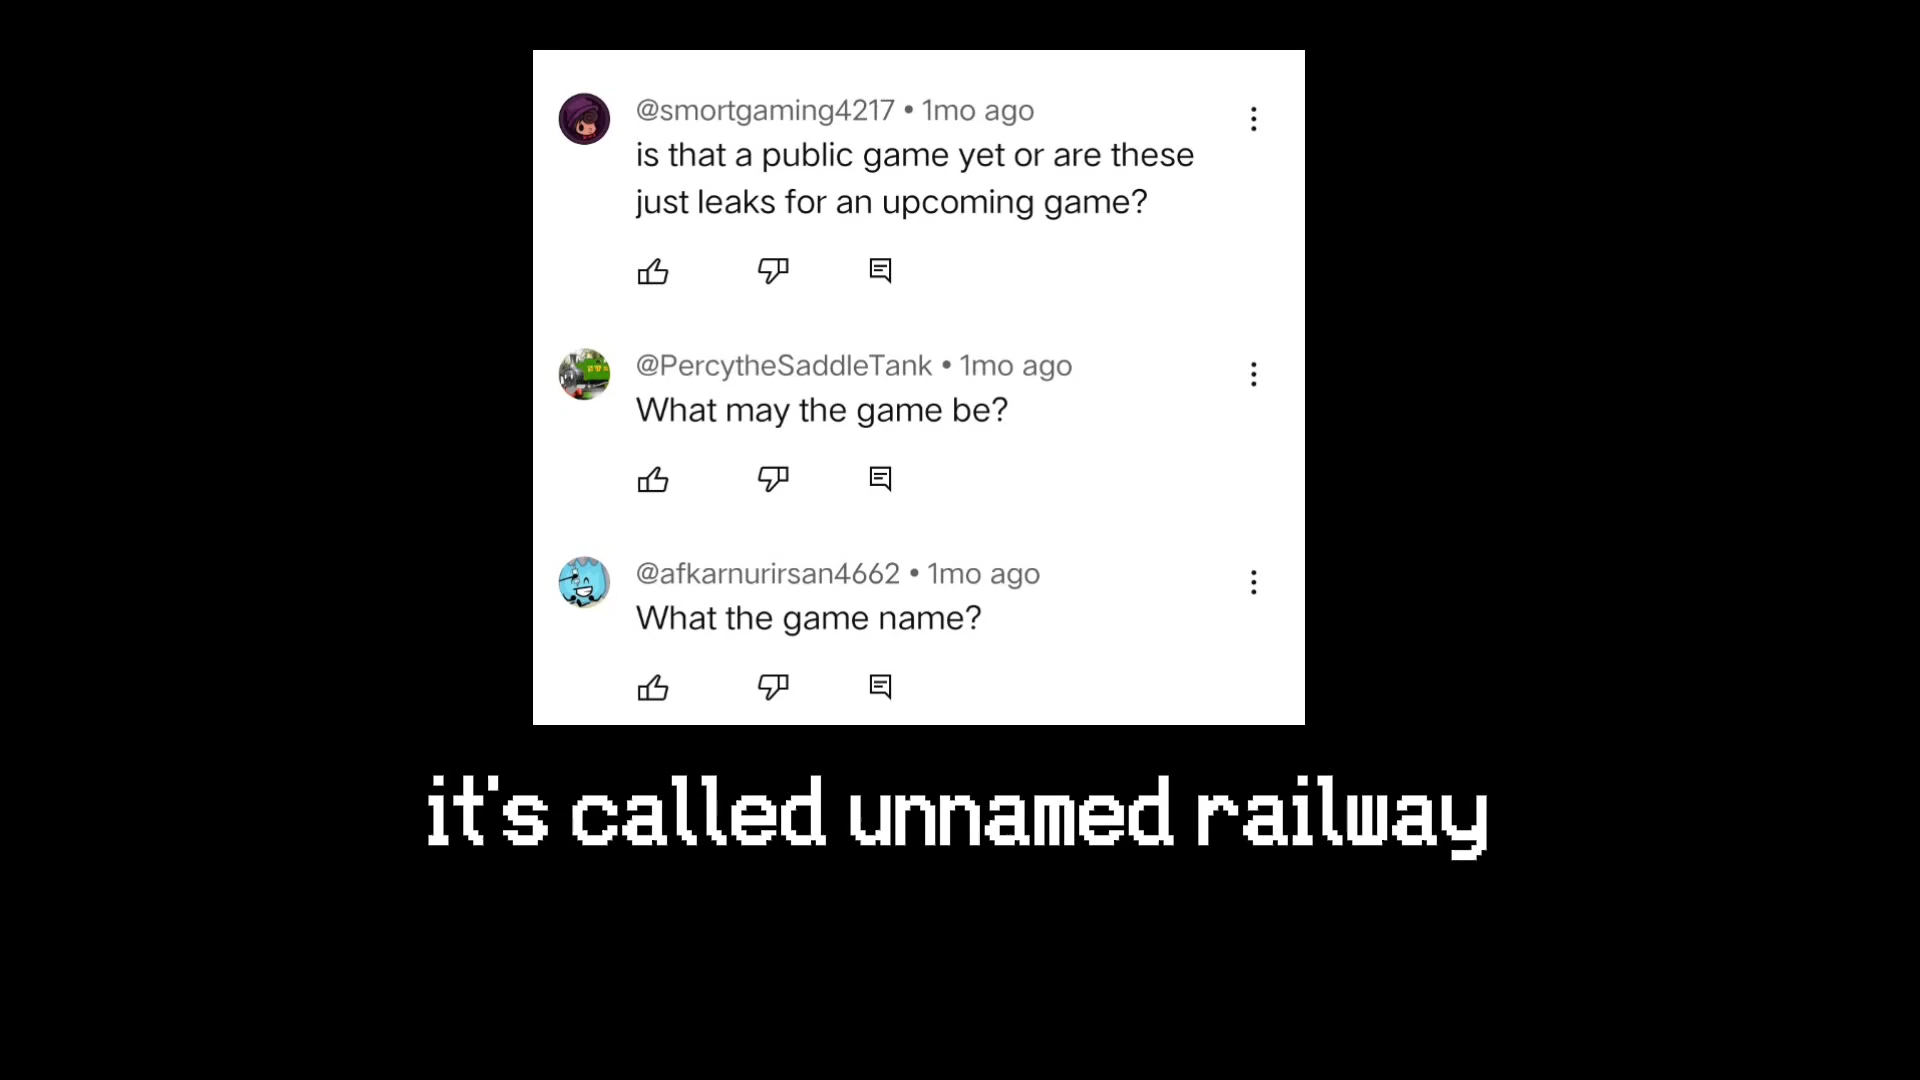 @smortgaming4217 • 1mo ago
is that a public game yet or are these
just leaks for an upcoming game?
@PercytheSaddleTank • 1mo ago
What may the game be?
@afkarnurirsan4662 • 1mo ago
What the game name?
it's called unnamed railway